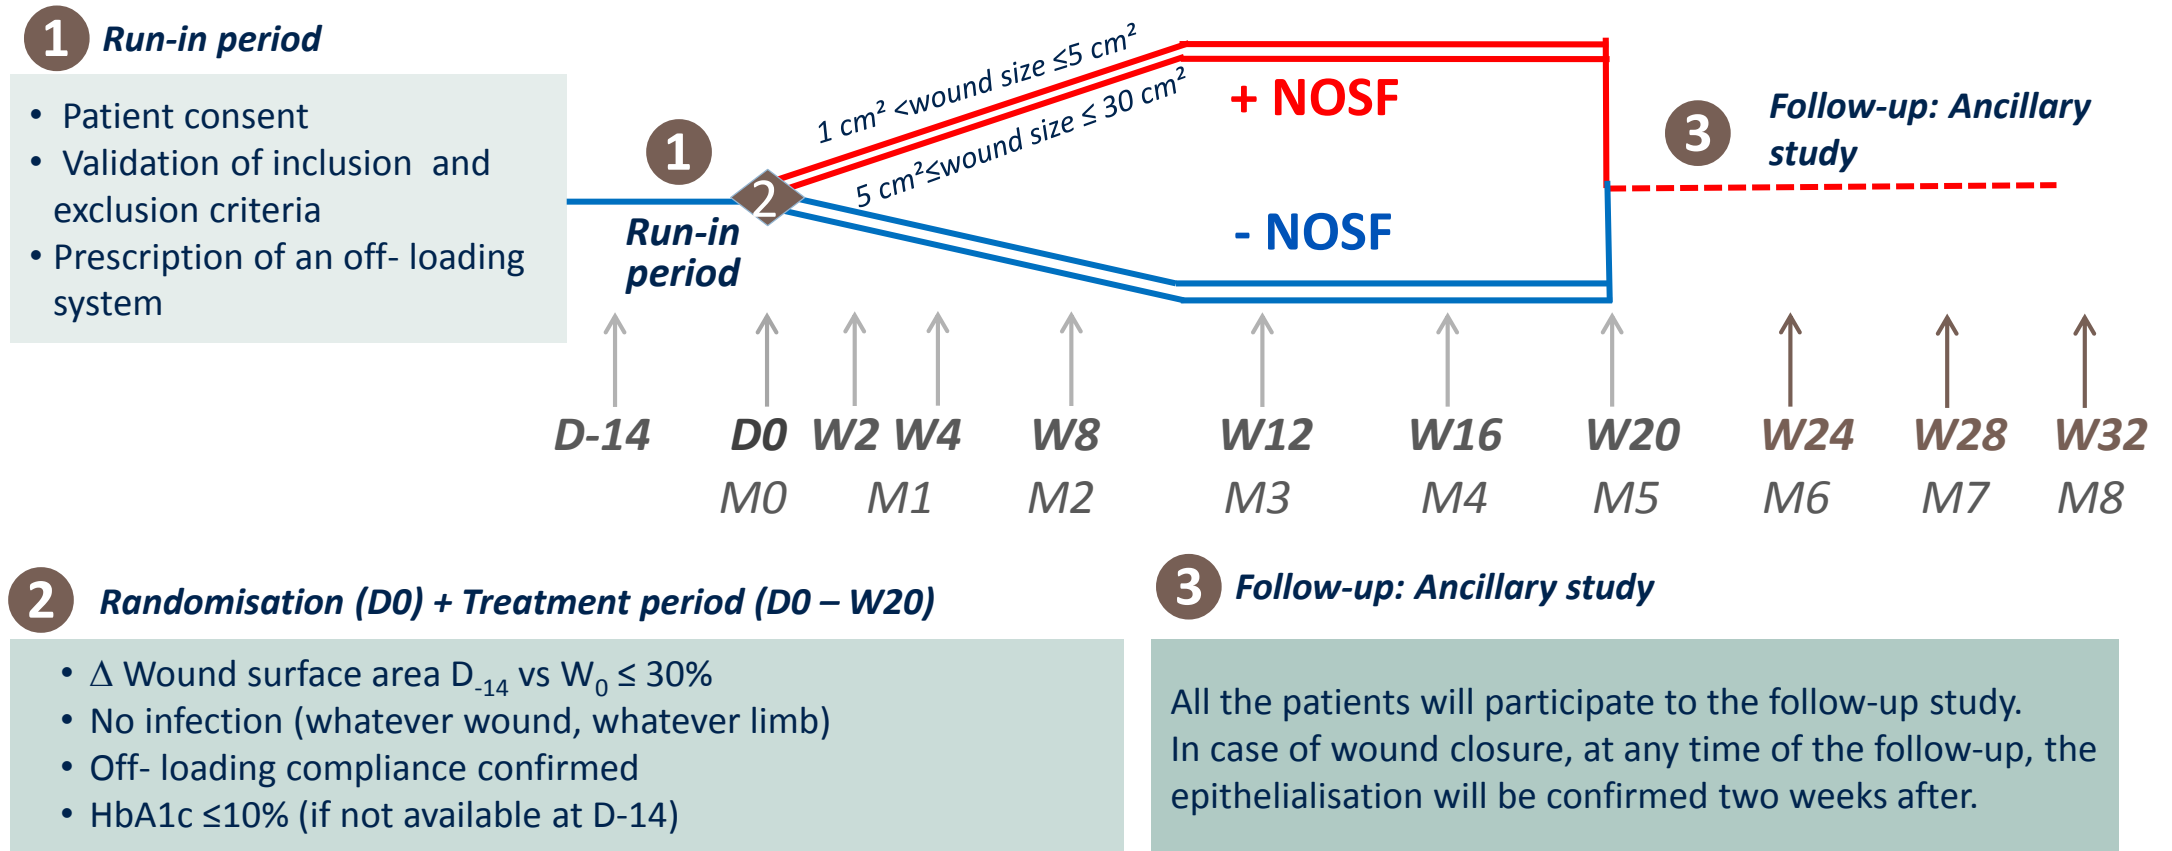 1 Run-in period
• Patient consent
• Validation of inclusion and
exclusion criteria
• Prescription of an off- loading
system
1
Run-in
period
2
1 cm² <wound size ≤5 cm²
5 cm²≤wound size ≤ 30 cm²
+ NOSF
- NOSF
3 Follow-up: Ancillary
study
D-14 D0 W2 W4 W8 W12 W16 W20 W24 W28 W32
M0 M1 M2 M3 M4 M5 M6 M7 M8
2 Randomisation (D0) + Treatment period (D0 – W20)
• Δ Wound surface area D₋₁₄ vs W₀ ≤ 30%
• No infection (whatever wound, whatever limb)
• Off- loading compliance confirmed
• HbA1c ≤10% (if not available at D-14)
3 Follow-up: Ancillary study
All the patients will participate to the follow-up study.
In case of wound closure, at any time of the follow-up, the
epithelialisation will be confirmed two weeks after.